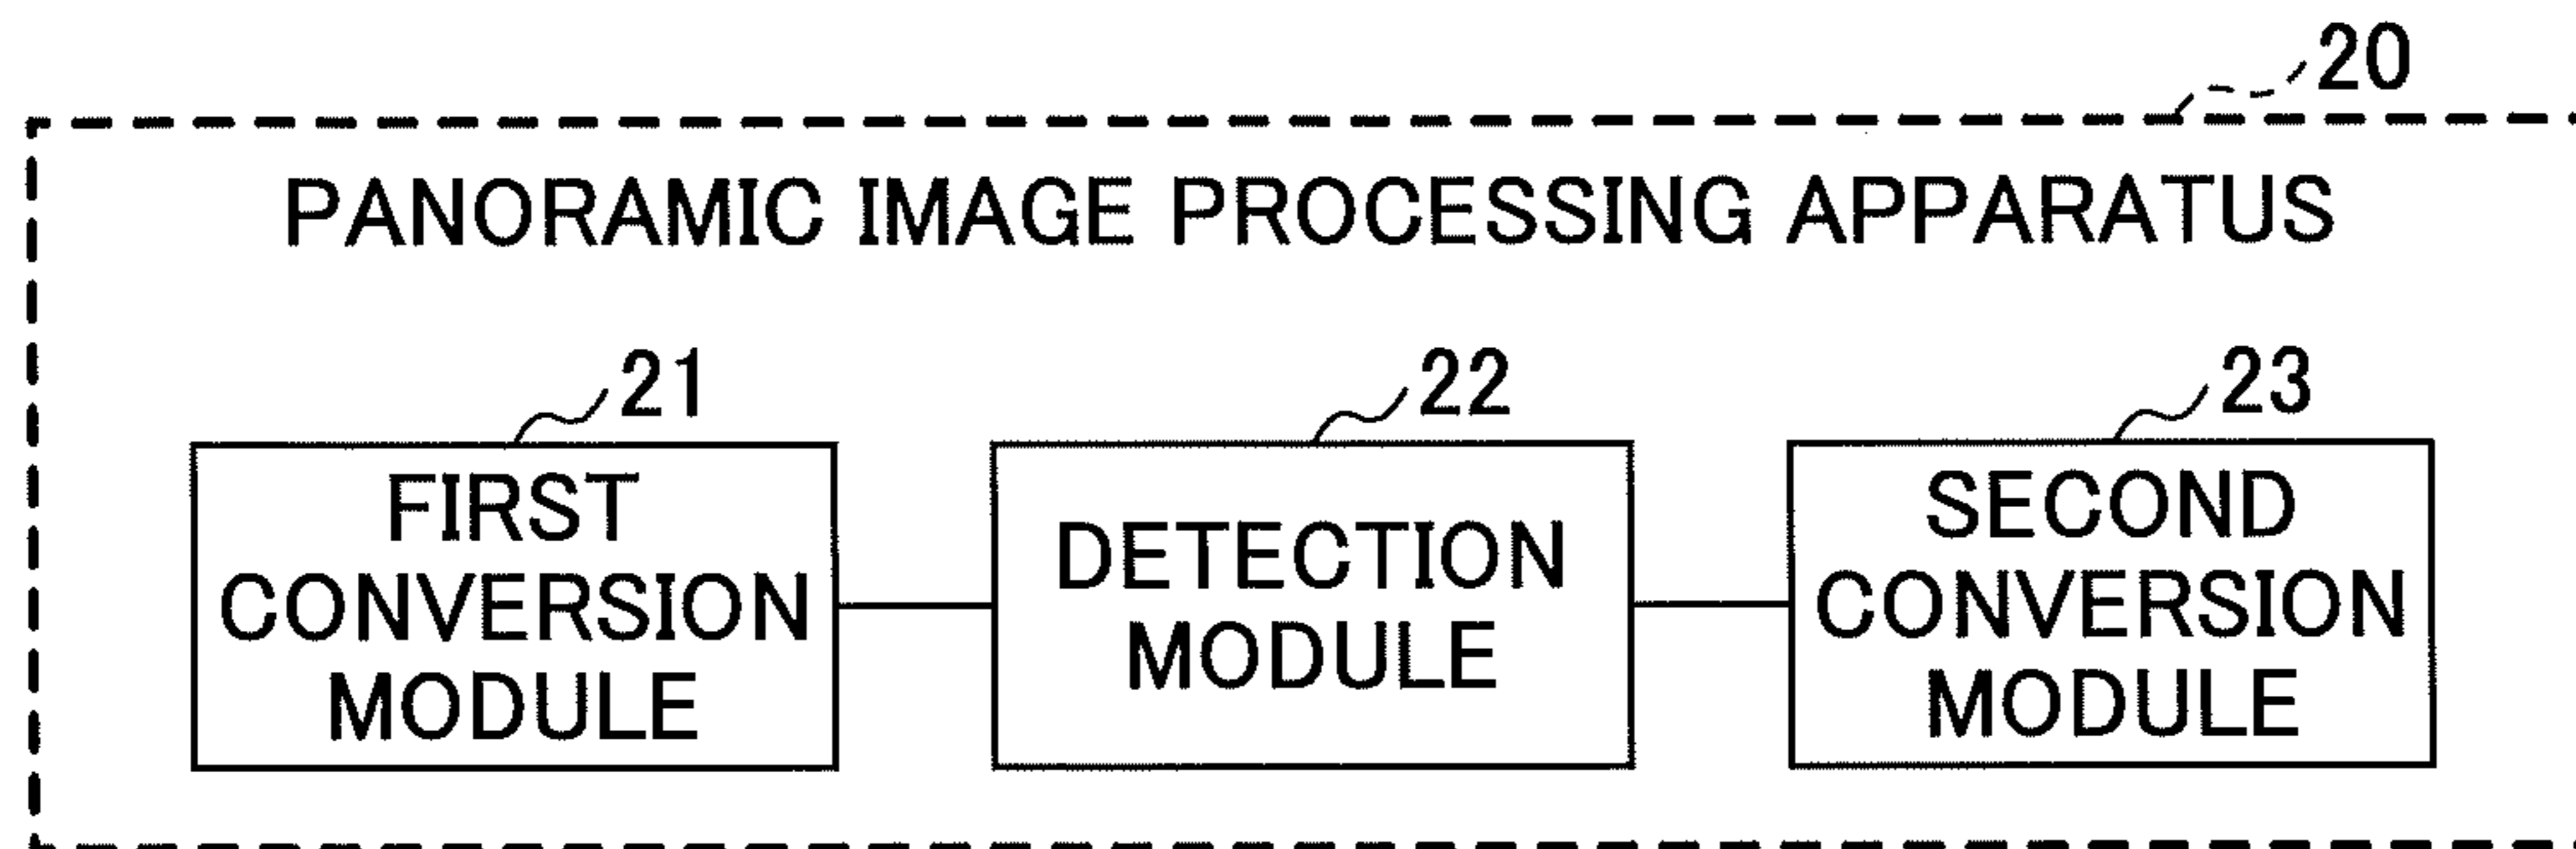 20
PANORAMIC IMAGE PROCESSING APPARATUS
21
22
23
FIRST
CONVERSION
MODULE
DETECTION
MODULE
SECOND
CONVERSION
MODULE